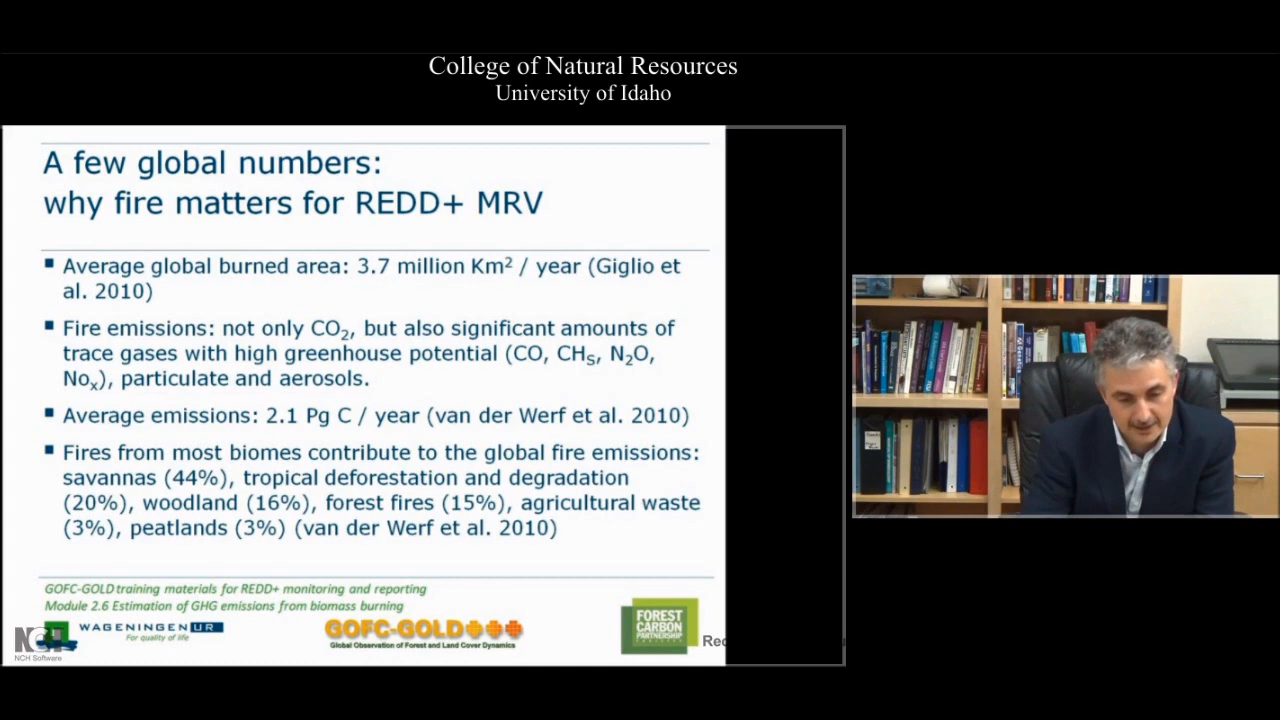 College of Natural Resources
University of Idaho
A few global numbers:
why fire matters for REDD+ MRV
▪ Average global burned area: 3.7 million Km² / year (Giglio et
al. 2010)
▪ Fire emissions: not only CO₂, but also significant amounts of
trace gases with high greenhouse potential (CO, CHₛ, N₂O,
Noₓ), particulate and aerosols.
▪ Average emissions: 2.1 Pg C / year (van der Werf et al. 2010)
▪ Fires from most biomes contribute to the global fire emissions:
savannas (44%), tropical deforestation and degradation
(20%), woodland (16%), forest fires (15%), agricultural waste
(3%), peatlands (3%) (van der Werf et al. 2010)
GOFC-GOLD training materials for REDD+ monitoring and reporting
Module 2.6 Estimation of GHG emissions from biomass burning
WAGENINGEN UR
For quality of life
NCH
NCH Software
GOFC-GOLD
Global Observation of Forest and Land Cover Dynamics
FOREST
CARBON
PARTNERSHIP
Rec